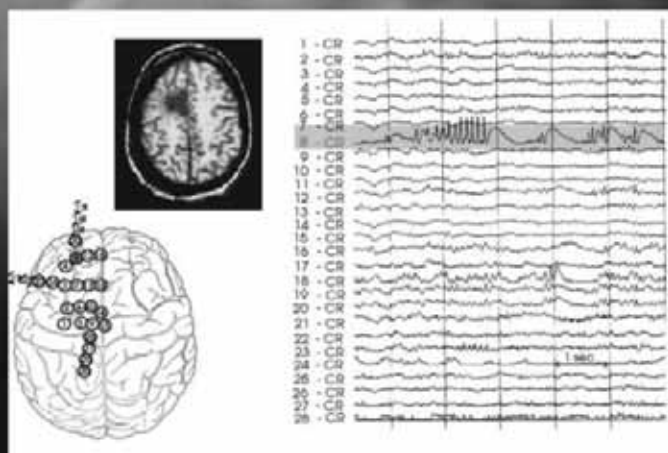 1 - CR
2 - CR
3 - CR
4 - CR
5 - CR
6 - CR
7 - CR
8 - CR
9 - CR
10 - CR
11 - CR
12 - CR
13 - CR
14 - CR
15 - CR
16 - CR
17 - CR
18 - CR
19 - CR
20 - CR
21 - CR
22 - CR
23 - CR
24 - CR
1 sec
25 - CR
26 - CR
27 - CR
28 - CR